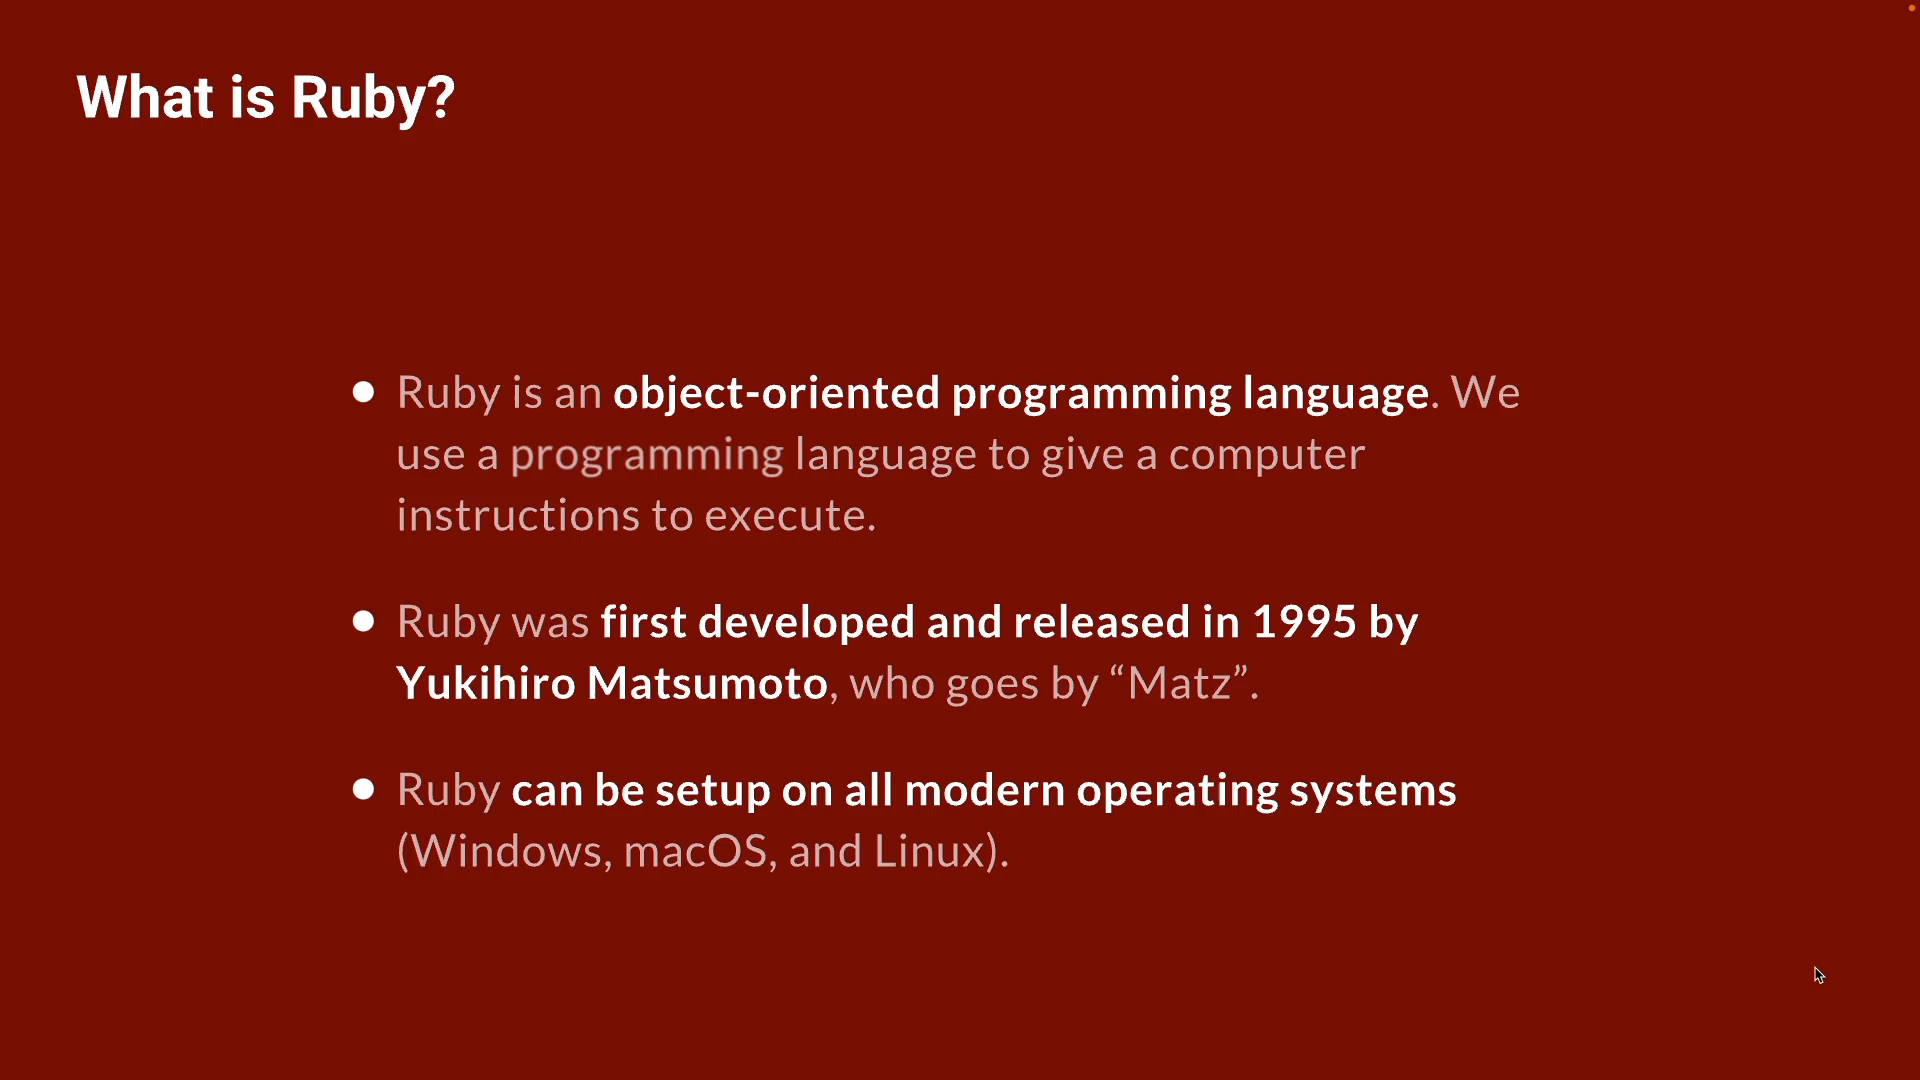 What is Ruby?
● Ruby is an object-oriented programming language. We
use a programming language to give a computer
instructions to execute.
● Ruby was first developed and released in 1995 by
Yukihiro Matsumoto, who goes by “Matz”.
● Ruby can be setup on all modern operating systems
(Windows, macOS, and Linux).